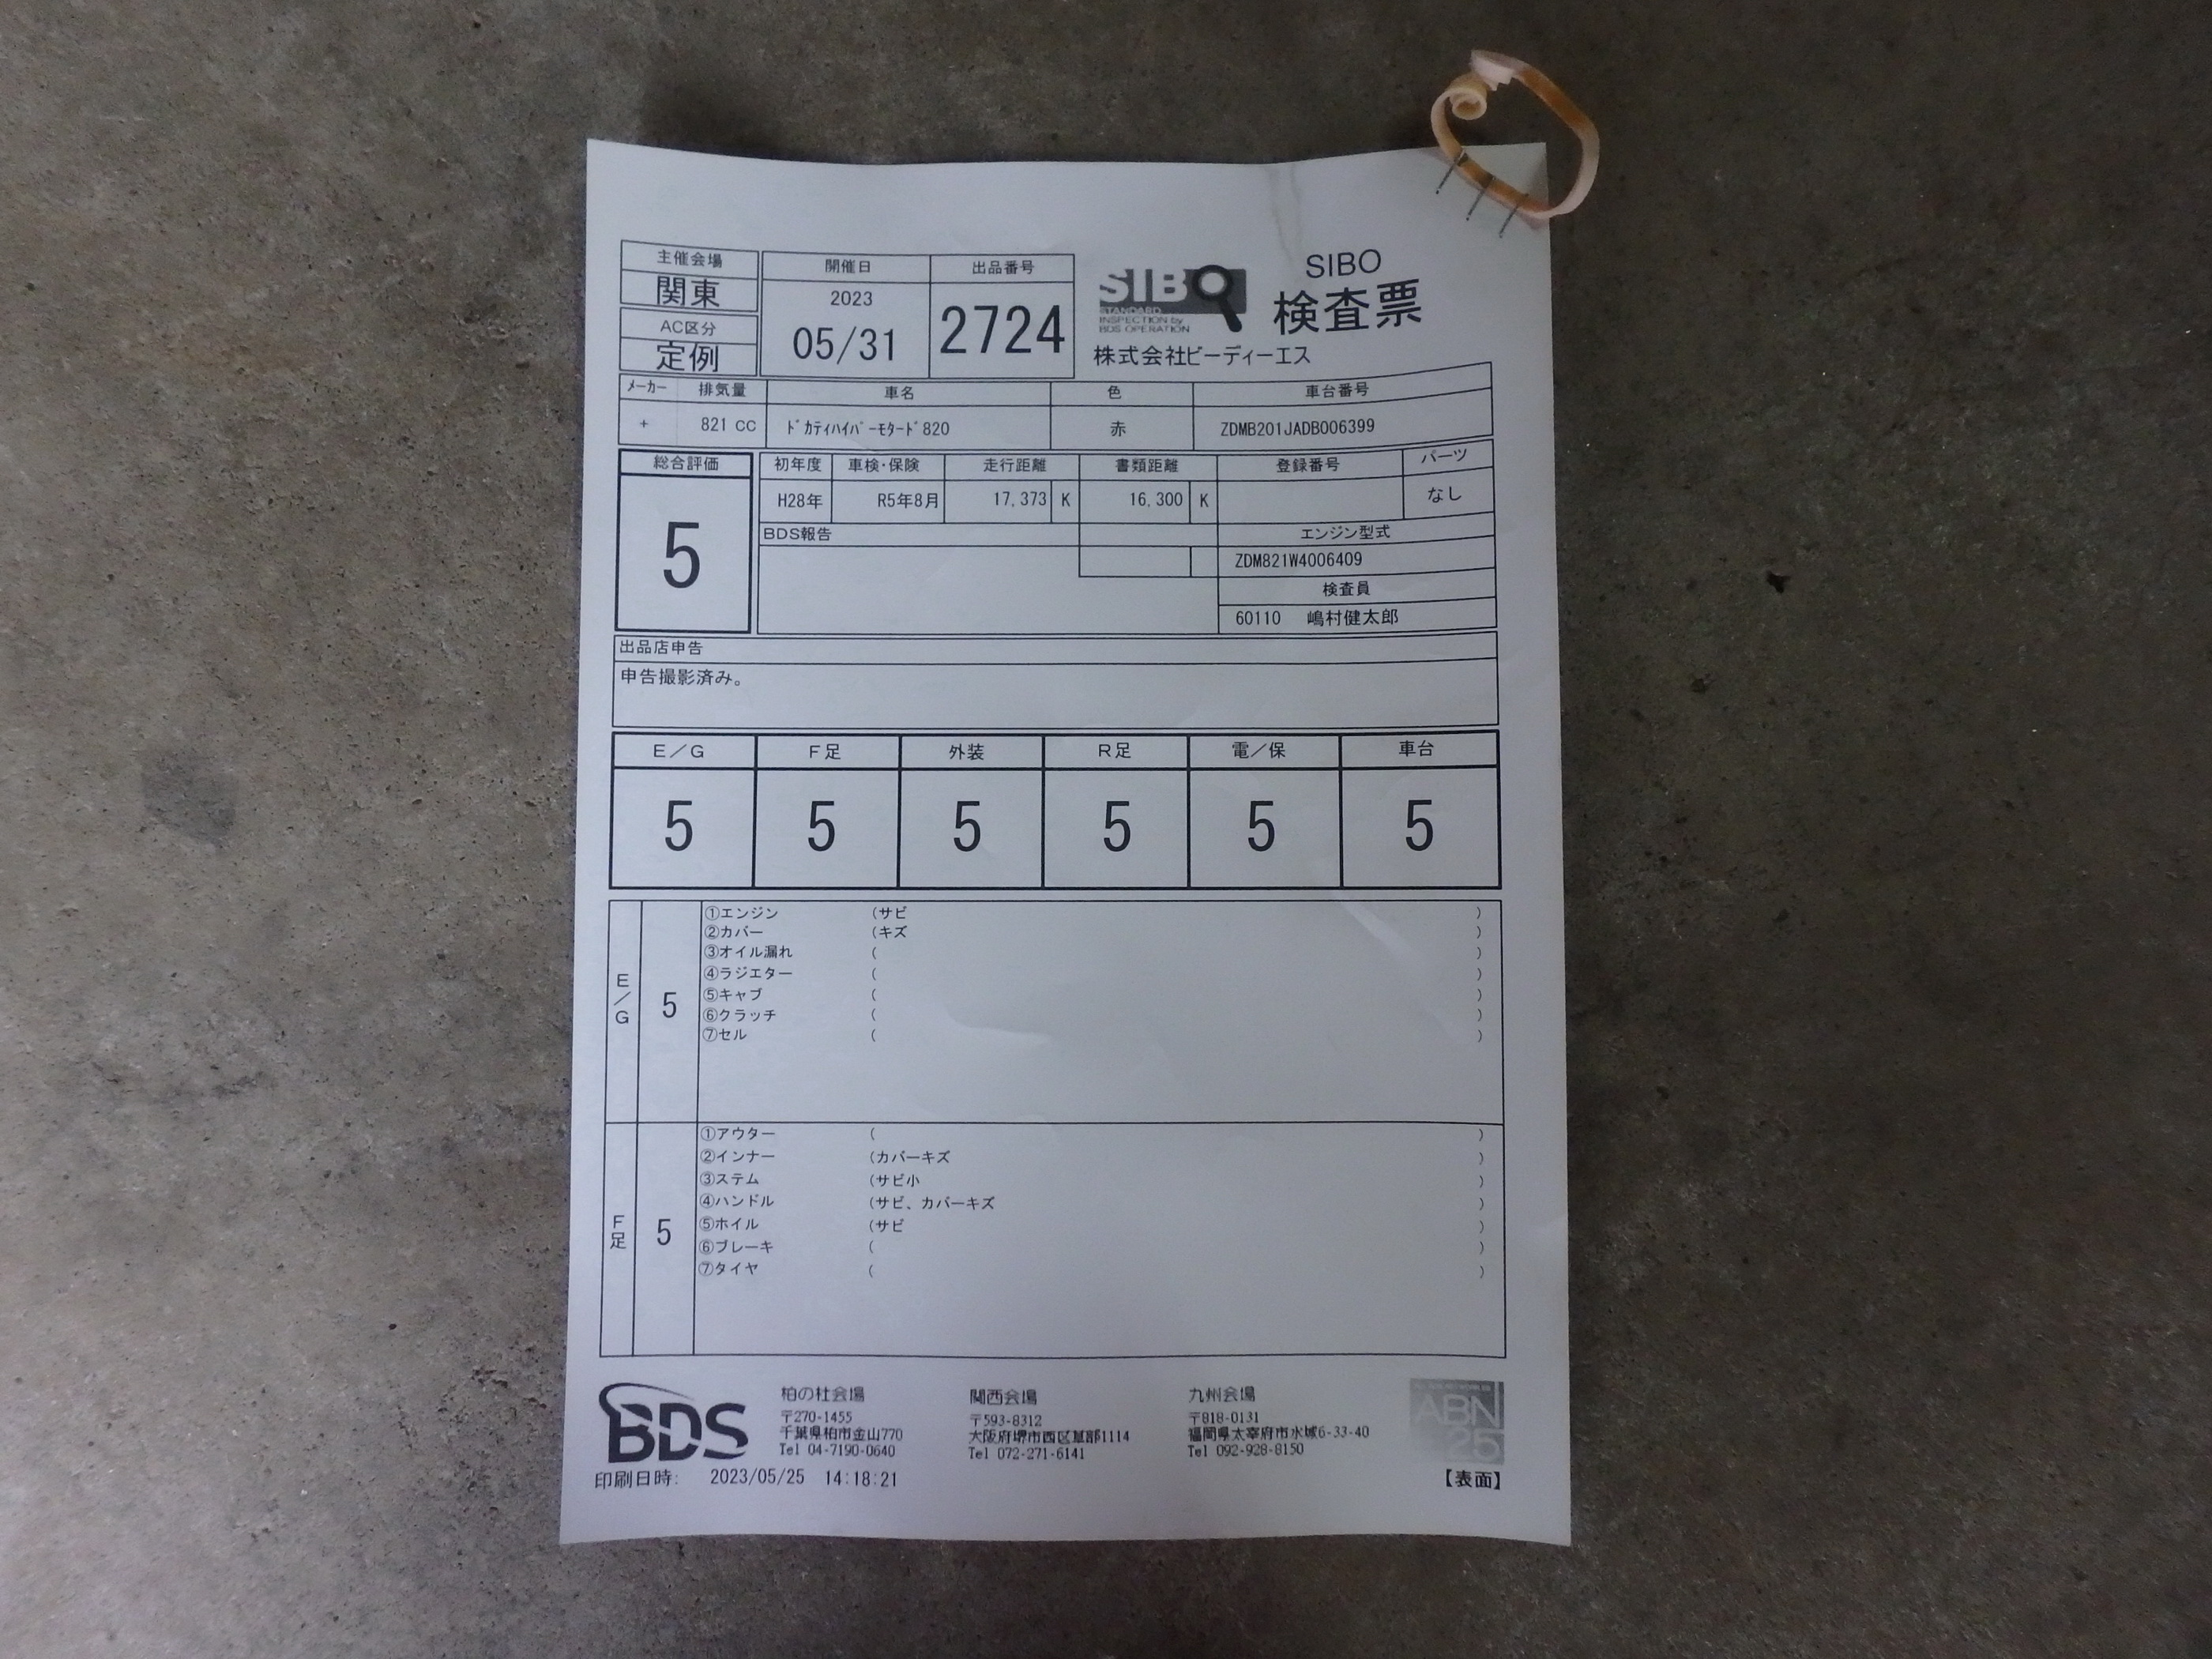 主催会場
関東
AC区分
定例
開催日
2023
05/31
出品番号
2724
SIBO
STANDARD
INSPECTION by
BDS OPERATION
SIBO
検査票
株式会社ビーディーエス
メーカー 排気量 車名 色 車台番号
+ 821 CC ﾄﾞｶﾃｨﾊｲﾊﾟｰﾓﾀｰﾄﾞ820 赤 ZDMB201JADB006399
総合評価
5
初年度 車検・保険 走行距離 書類距離 登録番号 パーツ
H28年 R5年8月 17,373 K 16,300 K なし
BDS報告
エンジン型式
ZDM821W4006409
検査員
60110 嶋村健太郎
出品店申告
申告撮影済み。
E／G F足 外装 R足 電／保 車台
5 5 5 5 5 5
E／G
5
①エンジン (サビ )
②カバー (キズ )
③オイル漏れ ( )
④ラジエター ( )
⑤キャブ ( )
⑥クラッチ ( )
⑦セル ( )
F足
5
①アウター ( )
②インナー (カバーキズ )
③ステム (サビ小 )
④ハンドル (サビ、カバーキズ )
⑤ホイル (サビ )
⑥ブレーキ ( )
⑦タイヤ ( )
BDS
柏の杜会場
〒270-1455
千葉県柏市金山770
Tel 04-7190-0640
関西会場
〒593-8312
大阪府堺市西区草部1114
Tel 072-271-6141
九州会場
〒818-0131
福岡県太宰府市水城6-33-40
Tel 092-928-8150
ABN
25
印刷日時: 2023/05/25 14:18:21
【表面】